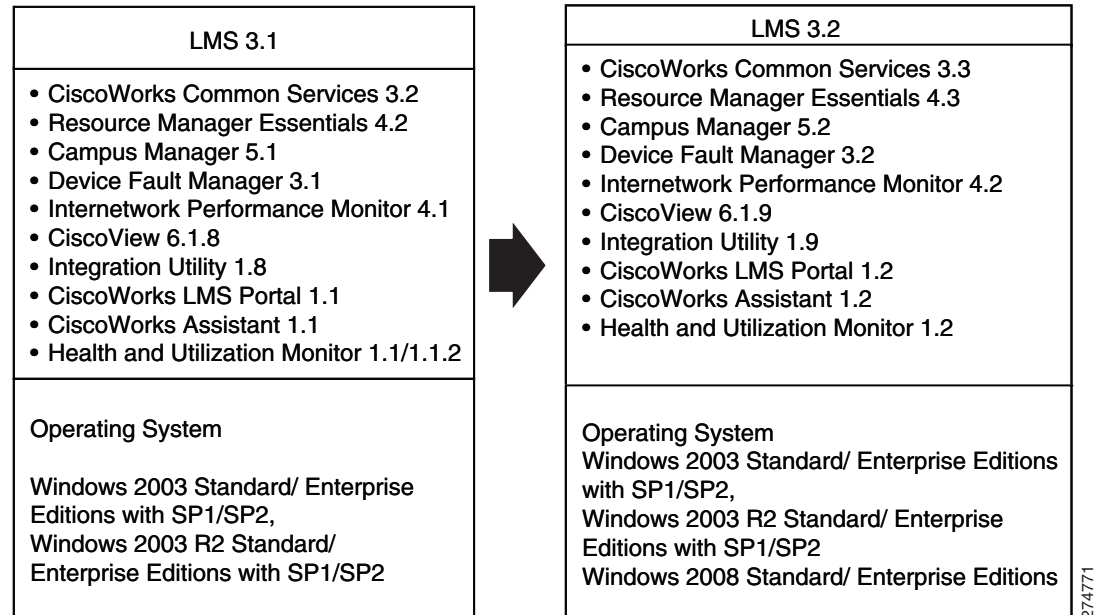 LMS 3.1
• CiscoWorks Common Services 3.2
• Resource Manager Essentials 4.2
• Campus Manager 5.1
• Device Fault Manager 3.1
• Internetwork Performance Monitor 4.1
• CiscoView 6.1.8
• Integration Utility 1.8
• CiscoWorks LMS Portal 1.1
• CiscoWorks Assistant 1.1
• Health and Utilization Monitor 1.1/1.1.2
Operating System
Windows 2003 Standard/ Enterprise
Editions with SP1/SP2,
Windows 2003 R2 Standard/
Enterprise Editions with SP1/SP2
LMS 3.2
• CiscoWorks Common Services 3.3
• Resource Manager Essentials 4.3
• Campus Manager 5.2
• Device Fault Manager 3.2
• Internetwork Performance Monitor 4.2
• CiscoView 6.1.9
• Integration Utility 1.9
• CiscoWorks LMS Portal 1.2
• CiscoWorks Assistant 1.2
• Health and Utilization Monitor 1.2
Operating System
Windows 2003 Standard/ Enterprise Editions
with SP1/SP2,
Windows 2003 R2 Standard/ Enterprise
Editions with SP1/SP2
Windows 2008 Standard/ Enterprise Editions
274771